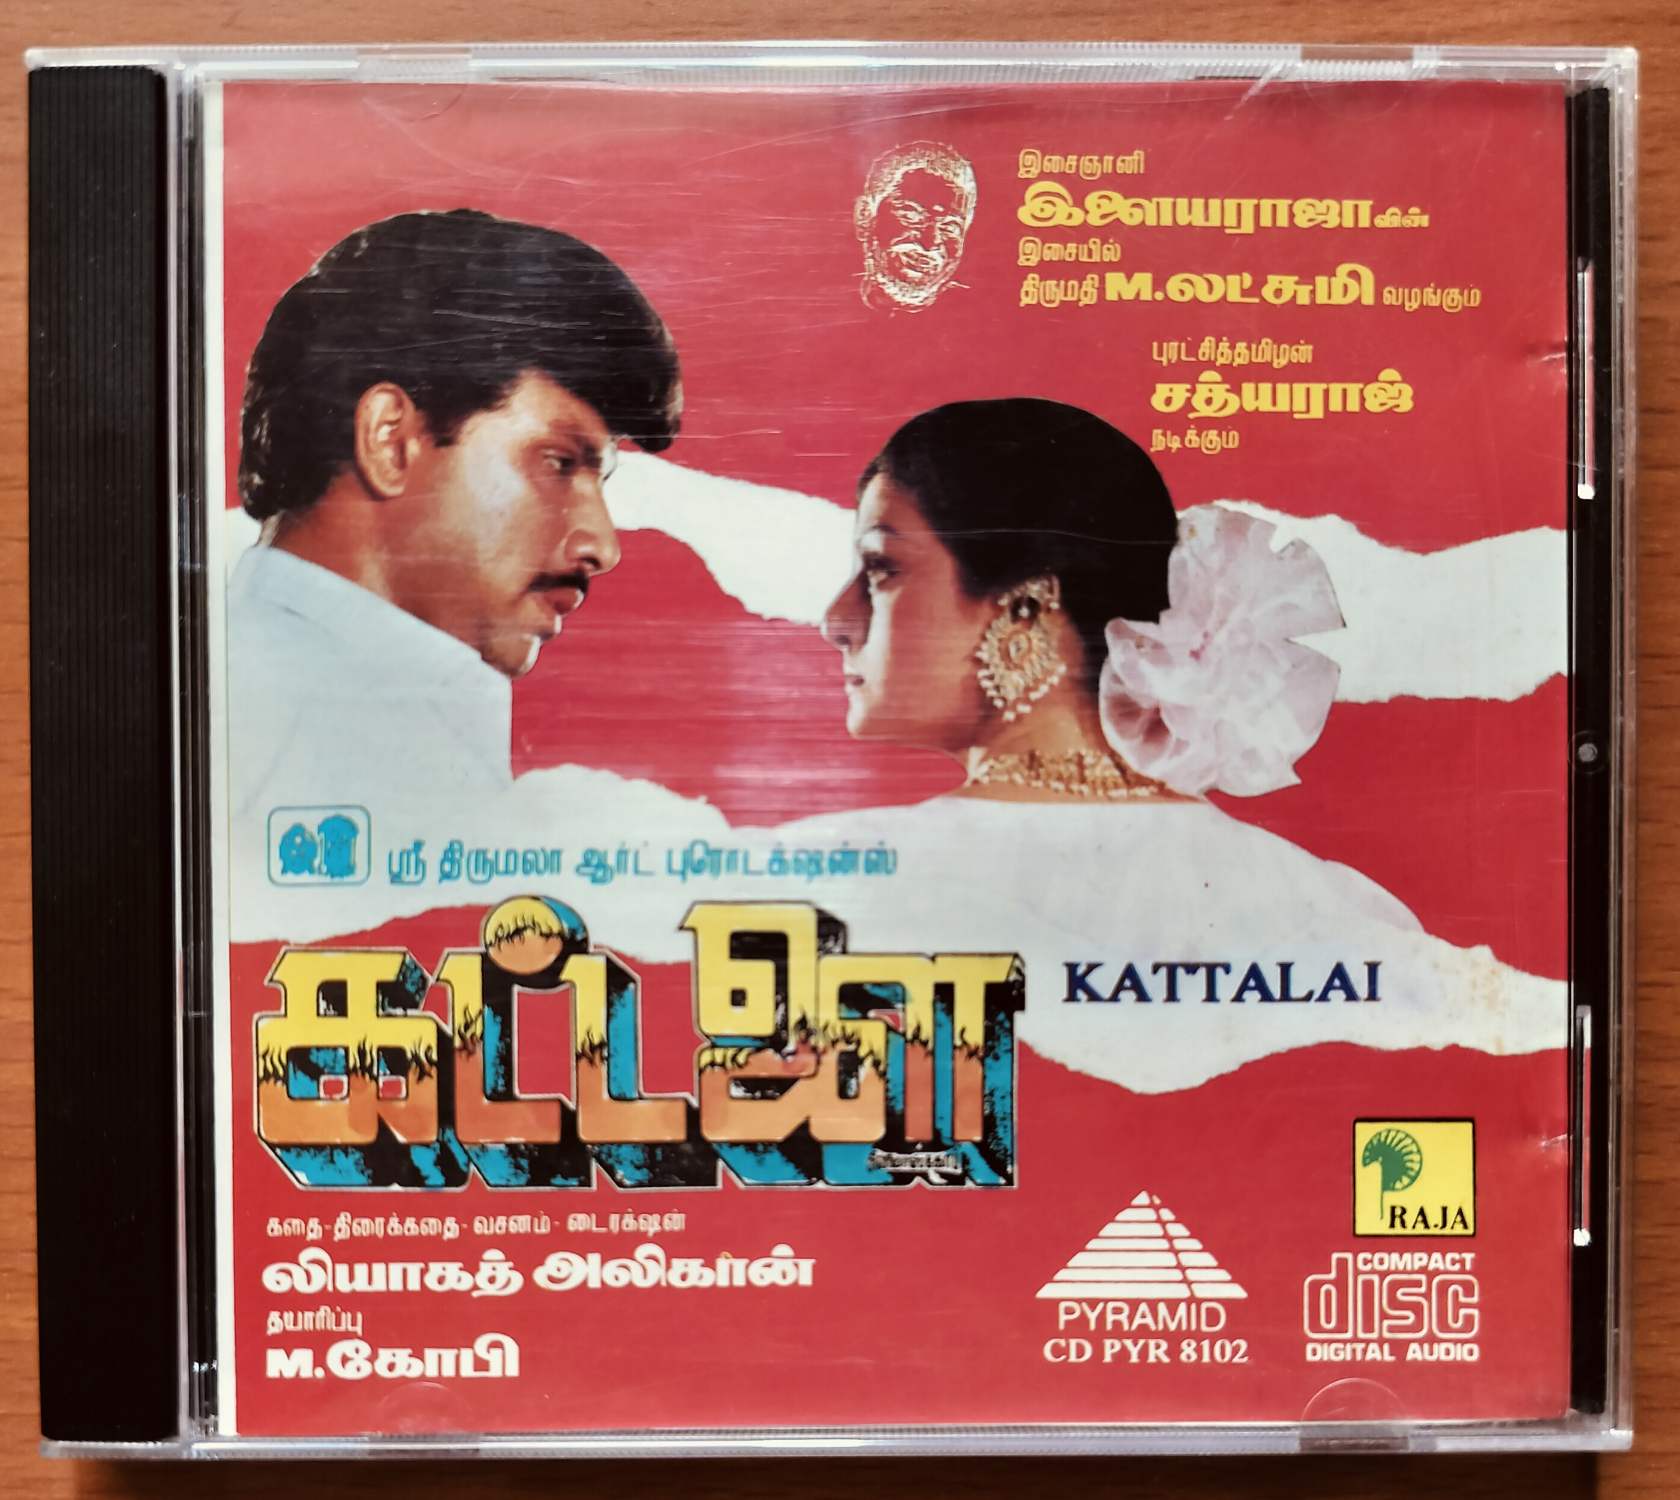 இசைஞானி
இளையராஜாவின்
இசையில்
திருமதி M.லட்சுமி வழங்கும்
புரட்சித்தமிழன்
சத்யராஜ்
நடிக்கும்
ஸ்ரீ திருமலா ஆர்ட் புரொடக்ஷன்ஸ்
கட்டளை
KATTALAI
கதை-திரைக்கதை-வசனம்-டைரக்ஷன்
லியாகத் அலிகான்
தயாரிப்பு
M.கோபி
RAJA
PYRAMID
CD PYR 8102
COMPACT
disc
DIGITAL AUDIO